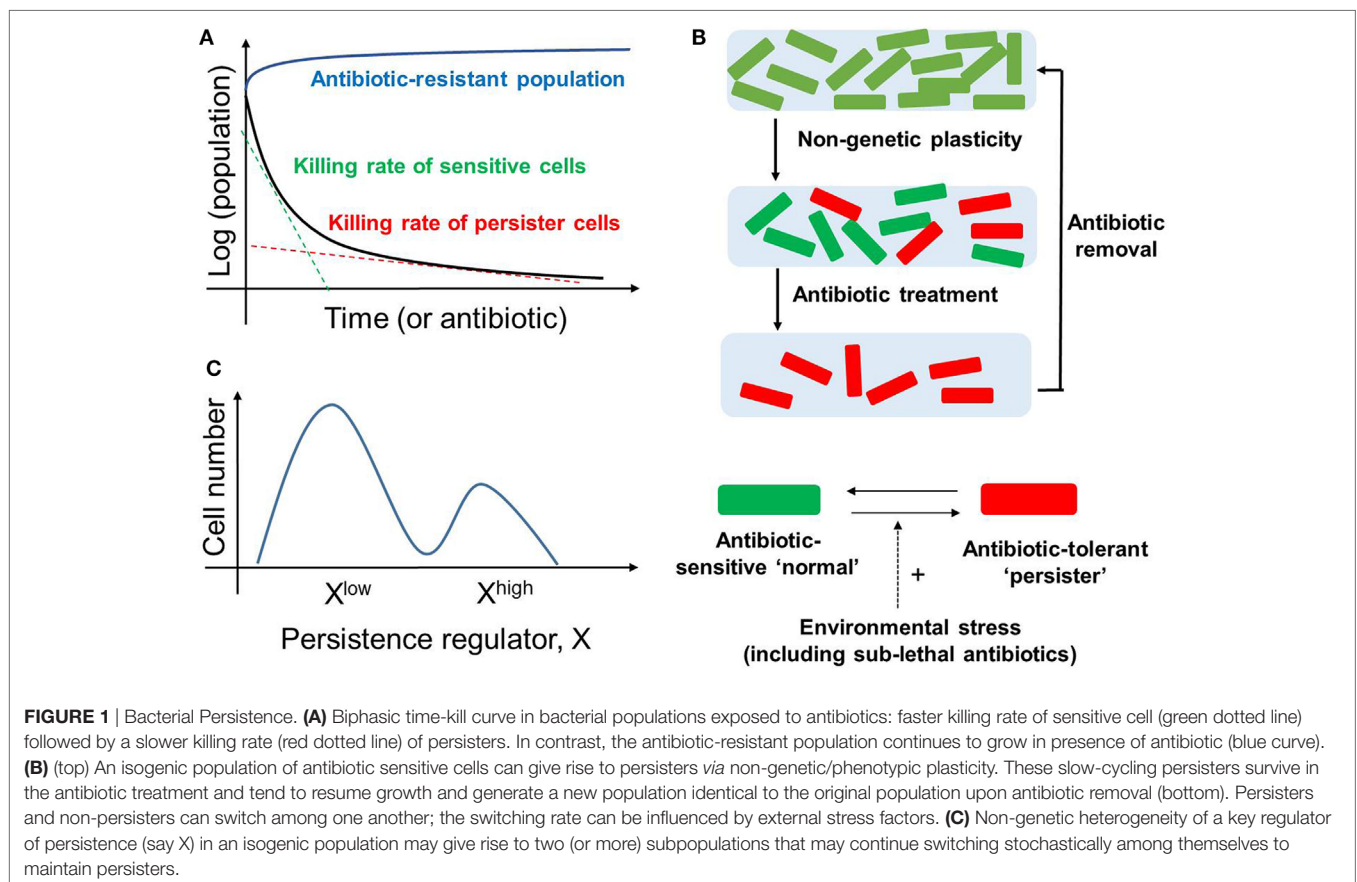 A
Log (population)
Antibiotic-resistant population
Killing rate of sensitive cells
Killing rate of persister cells
Time (or antibiotic)
B
Non-genetic plasticity
Antibiotic treatment
Antibiotic
removal
C
Cell number
X^low
X^high
Persistence regulator, X
Antibiotic-
sensitive ‘normal’
Antibiotic-tolerant
‘persister’
+
Environmental stress
(including sub-lethal antibiotics)
FIGURE 1 | Bacterial Persistence. (A) Biphasic time-kill curve in bacterial populations exposed to antibiotics: faster killing rate of sensitive cell (green dotted line)
followed by a slower killing rate (red dotted line) of persisters. In contrast, the antibiotic-resistant population continues to grow in presence of antibiotic (blue curve).
(B) (top) An isogenic population of antibiotic sensitive cells can give rise to persisters via non-genetic/phenotypic plasticity. These slow-cycling persisters survive in
the antibiotic treatment and tend to resume growth and generate a new population identical to the original population upon antibiotic removal (bottom). Persisters
and non-persisters can switch among one another; the switching rate can be influenced by external stress factors. (C) Non-genetic heterogeneity of a key regulator
of persistence (say X) in an isogenic population may give rise to two (or more) subpopulations that may continue switching stochastically among themselves to
maintain persisters.